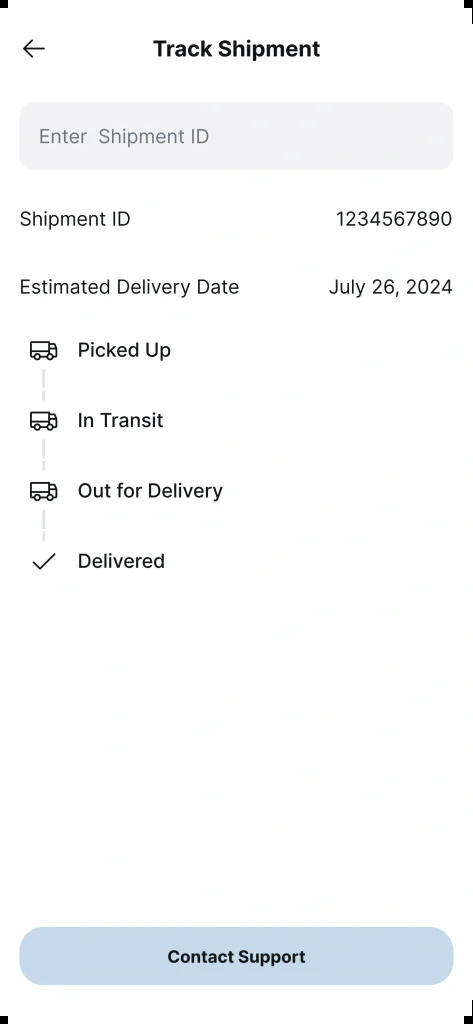 Track Shipment
Enter Shipment ID
Shipment ID 1234567890
Estimated Delivery Date July 26, 2024
Picked Up
In Transit
Out for Delivery
Delivered
Contact Support